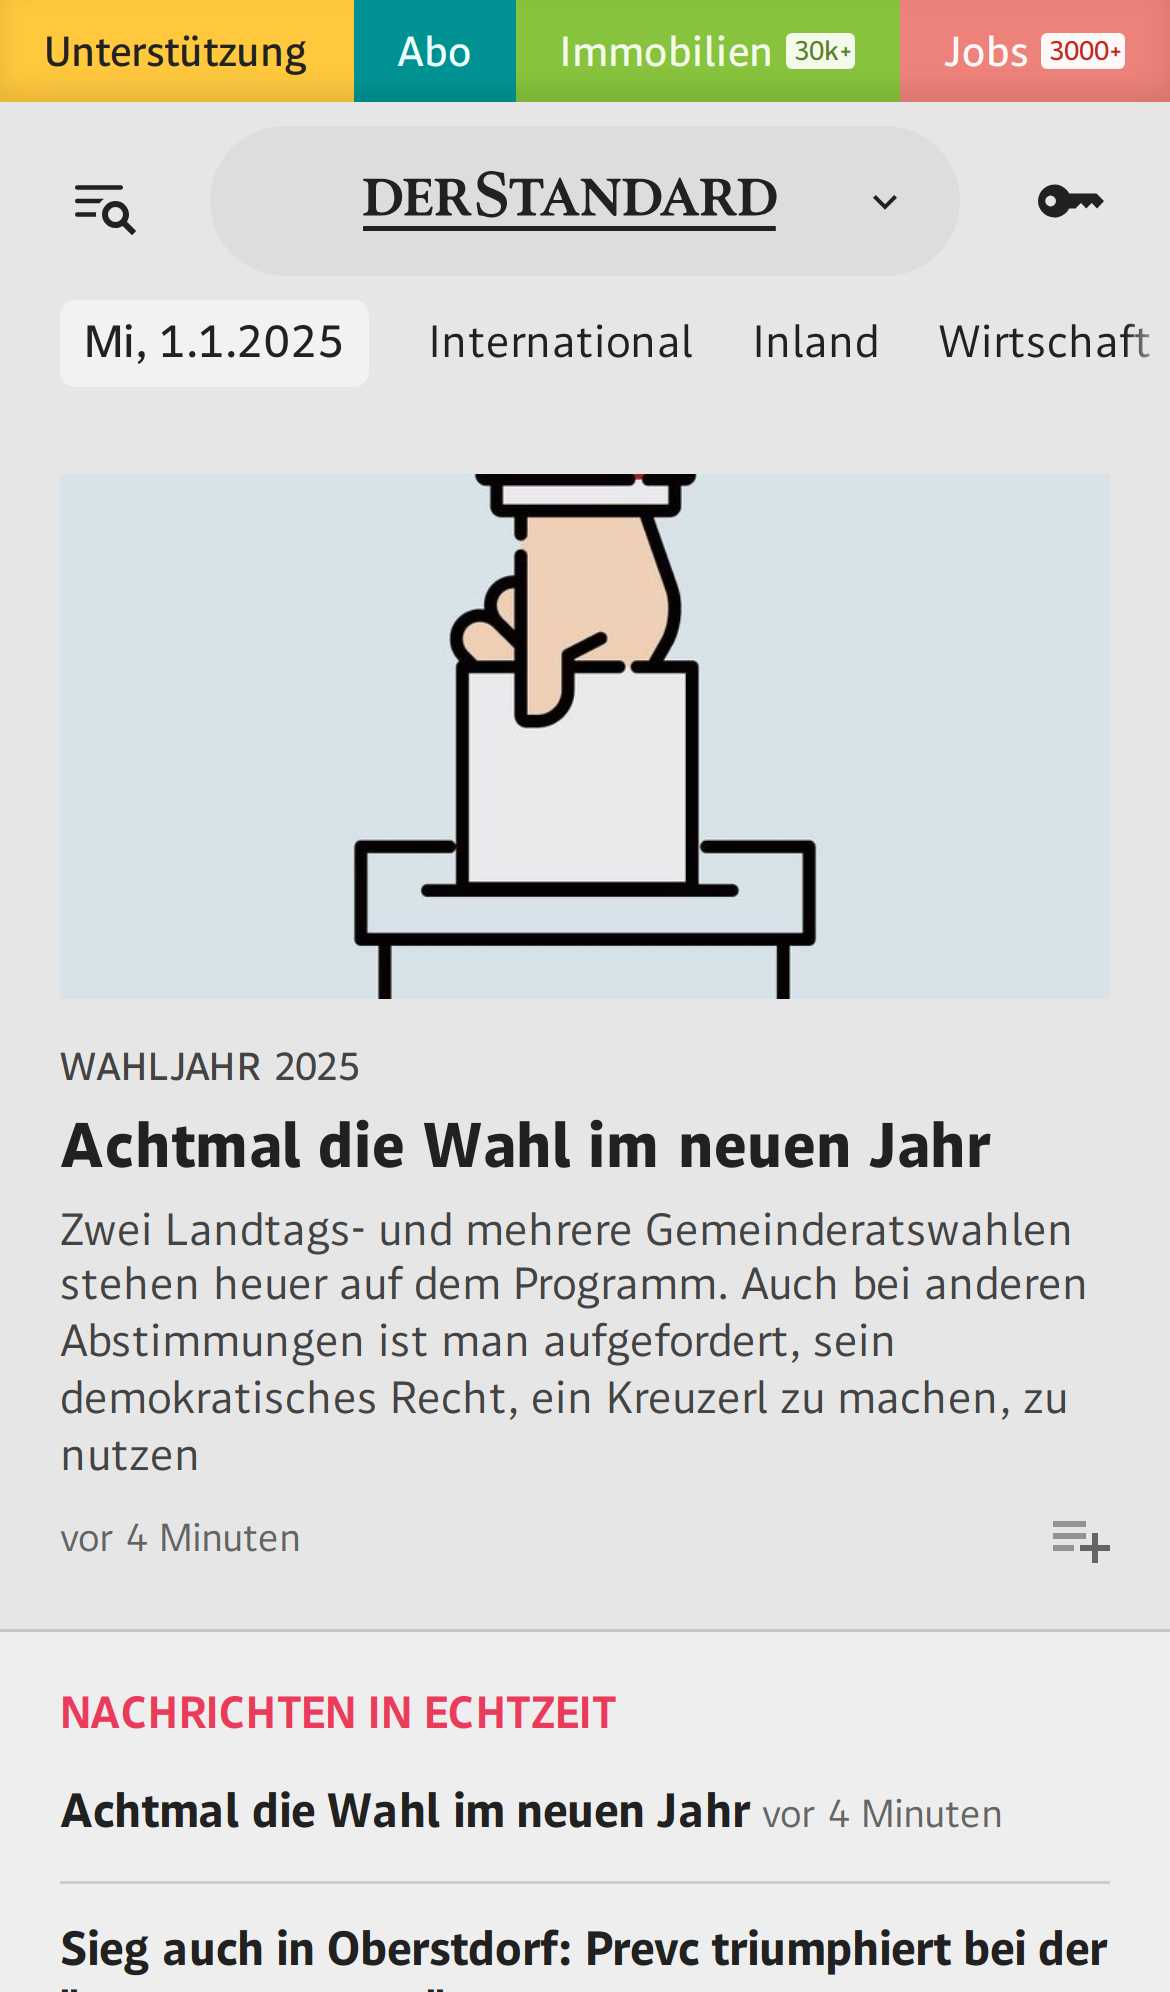 Unterstützung Abo Immobilien 30k+ Jobs 3000+
DERSTANDARD
Mi, 1.1.2025 International Inland Wirtschaft
WAHLJAHR 2025
Achtmal die Wahl im neuen Jahr
Zwei Landtags- und mehrere Gemeinderatswahlen
stehen heuer auf dem Programm. Auch bei anderen
Abstimmungen ist man aufgefordert, sein
demokratisches Recht, ein Kreuzerl zu machen, zu
nutzen
vor 4 Minuten
NACHRICHTEN IN ECHTZEIT
Achtmal die Wahl im neuen Jahr vor 4 Minuten
Sieg auch in Oberstdorf: Prevc triumphiert bei der